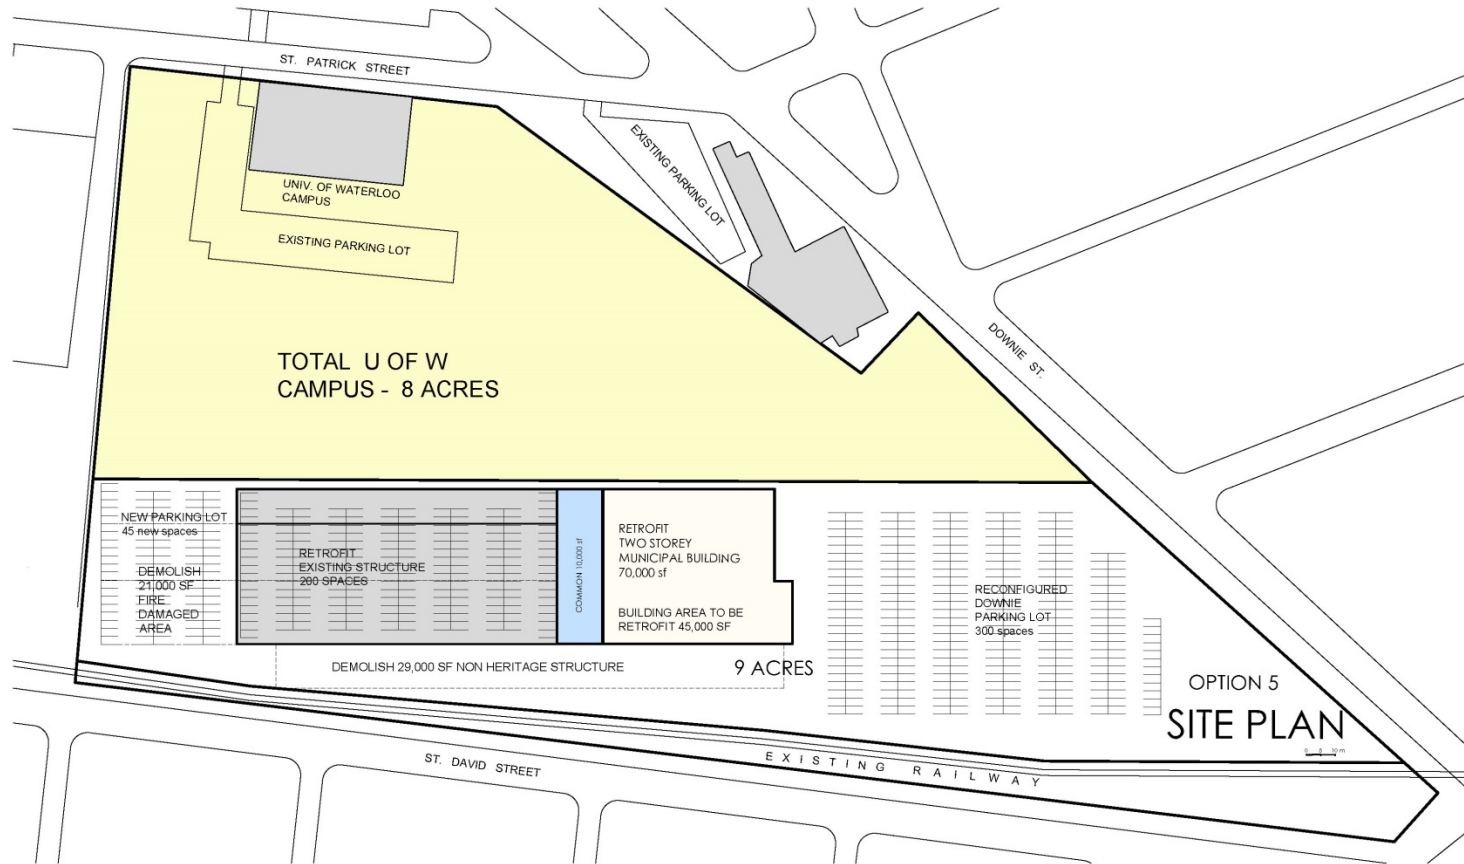 ST. PATRICK STREET
EXISTING PARKING LOT
UNIV. OF WATERLOO
CAMPUS
EXISTING PARKING LOT
DOWNIE ST.
TOTAL U OF W
CAMPUS - 8 ACRES
NEW PARKING LOT
45 new spaces
DEMOLISH
21,000 SF
FIRE
DAMAGED
AREA
RETROFIT
EXISTING STRUCTURE
200 SPACES
COMMON 10,000 sf
RETROFIT
TWO STOREY
MUNICIPAL BUILDING
70,000 sf
BUILDING AREA TO BE
RETROFIT 45,000 SF
RECONFIGURED
DOWNIE
PARKING LOT
300 spaces
DEMOLISH 29,000 SF NON HERITAGE STRUCTURE
9 ACRES
OPTION 5
SITE PLAN
EXISTING RAILWAY
ST. DAVID STREET